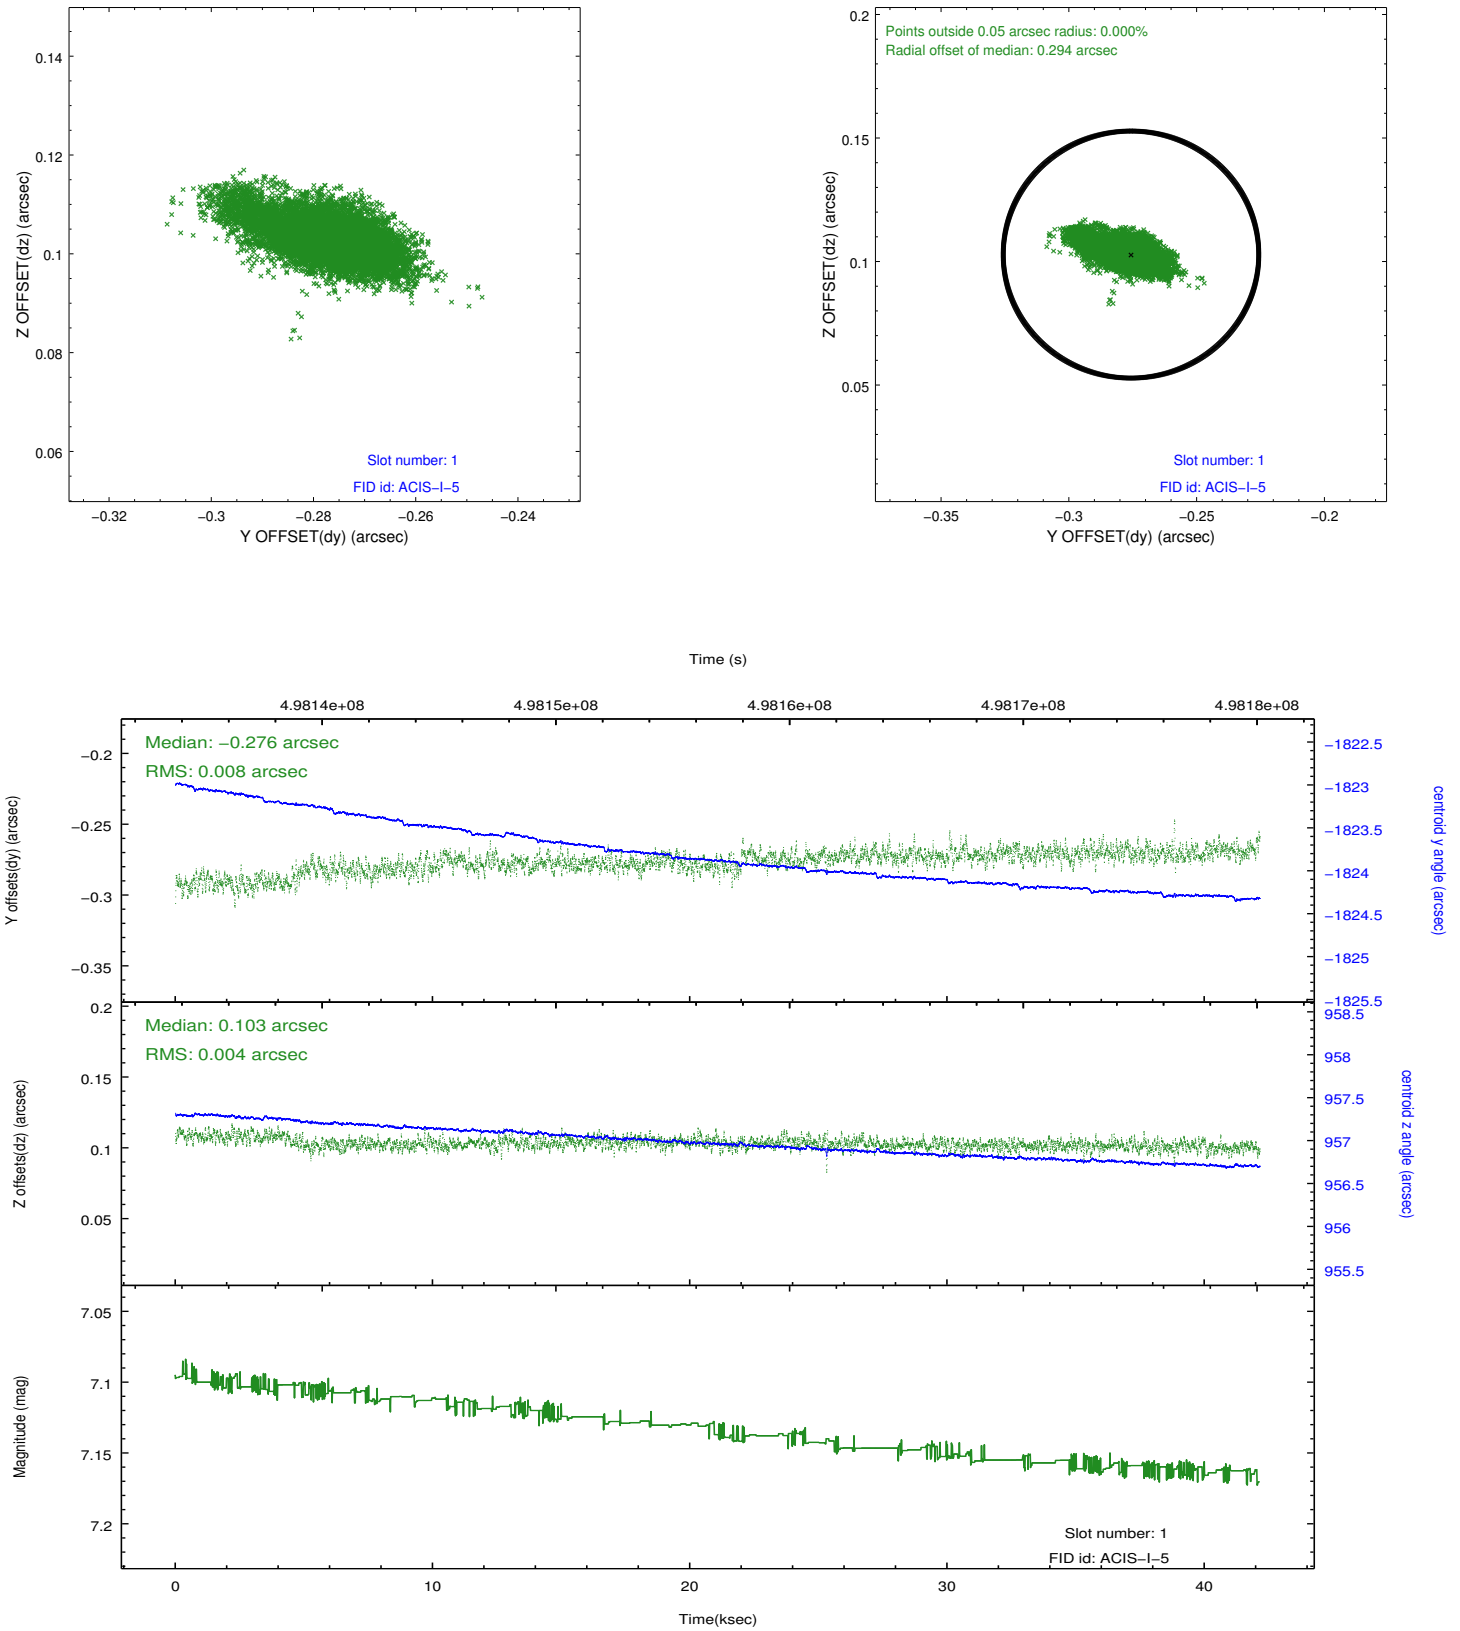 0.14
0.12
0.1
0.08
0.06
Z OFFSET(dz) (arcsec)
Slot number: 1
FID id: ACIS−I−5
−0.32 −0.3 −0.28 −0.26 −0.24
Y OFFSET(dy) (arcsec)
Points outside 0.05 arcsec radius: 0.000%
Radial offset of median: 0.294 arcsec
0.2
0.15
0.1
0.05
Z OFFSET(dz) (arcsec)
Slot number: 1
FID id: ACIS−I−5
−0.35 −0.3 −0.25 −0.2
Y OFFSET(dy) (arcsec)
Time (s)
4.9814e+08 4.9815e+08 4.9816e+08 4.9817e+08 4.9818e+08
Median: −0.276 arcsec
RMS: 0.008 arcsec
−0.2
−0.25
−0.3
−0.35
Y offsets(dy) (arcsec)
−1822.5
−1823
−1823.5
−1824
−1824.5
−1825
−1825.5
centroid y angle (arcsec)
Median: 0.103 arcsec
RMS: 0.004 arcsec
0.2
0.15
0.1
0.05
Z offsets(dz) (arcsec)
958.5
958
957.5
957
956.5
956
955.5
centroid z angle (arcsec)
7.05
7.1
7.15
7.2
Magnitude (mag)
Slot number: 1
FID id: ACIS−I−5
0 10 20 30 40
Time(ksec)